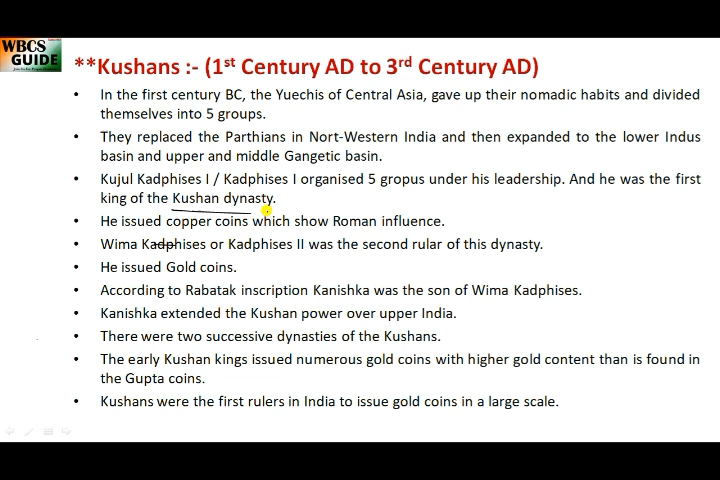 WBCS
GUIDE
**Kushans :- (1st Century AD to 3rd Century AD)
• In the first century BC, the Yuechis of Central Asia, gave up their nomadic habits and divided
themselves into 5 groups.
• They replaced the Parthians in Nort-Western India and then expanded to the lower Indus
basin and upper and middle Gangetic basin.
• Kujul Kadphises I / Kadphises I organised 5 gropus under his leadership. And he was the first
king of the Kushan dynasty.
• He issued copper coins which show Roman influence.
• Wima Kadphises or Kadphises II was the second rular of this dynasty.
• He issued Gold coins.
• According to Rabatak inscription Kanishka was the son of Wima Kadphises.
• Kanishka extended the Kushan power over upper India.
• There were two successive dynasties of the Kushans.
• The early Kushan kings issued numerous gold coins with higher gold content than is found in
the Gupta coins.
• Kushans were the first rulers in India to issue gold coins in a large scale.